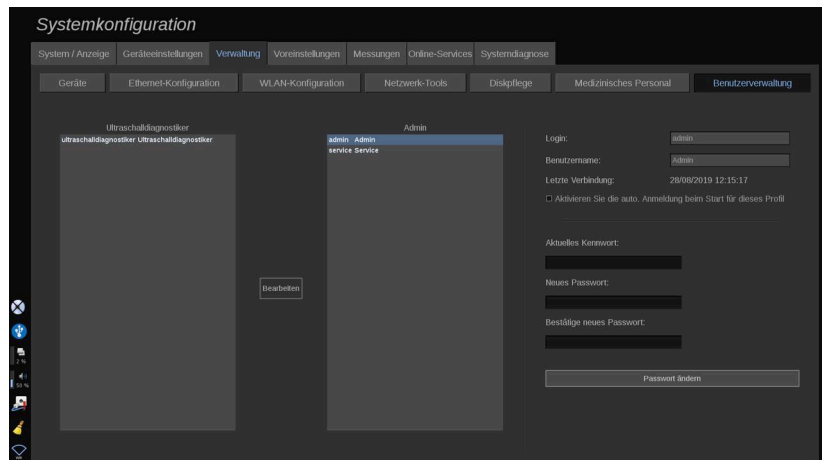 Systemkonfiguration
System / Anzeige Geräteeinstellungen Verwaltung Voreinstellungen Messungen Online-Services Systemdiagnose
Geräte Ethernet-Konfiguration WLAN-Konfiguration Netzwerk-Tools Diskpflege Medizinisches Personal Benutzerverwaltung
Ultraschalldiagnostiker
ultraschalldiagnostiker Ultraschalldiagnostiker
Bearbeiten
Admin
admin Admin
service Service
Login: admin
Benutzername: Admin
Letzte Verbindung: 28/08/2019 12:15:17
Aktivieren Sie die auto. Anmeldung beim Start für dieses Profil
Aktuelles Kennwort:
Neues Passwort:
Bestätige neues Passwort:
Passwort ändern
2 %
59 %